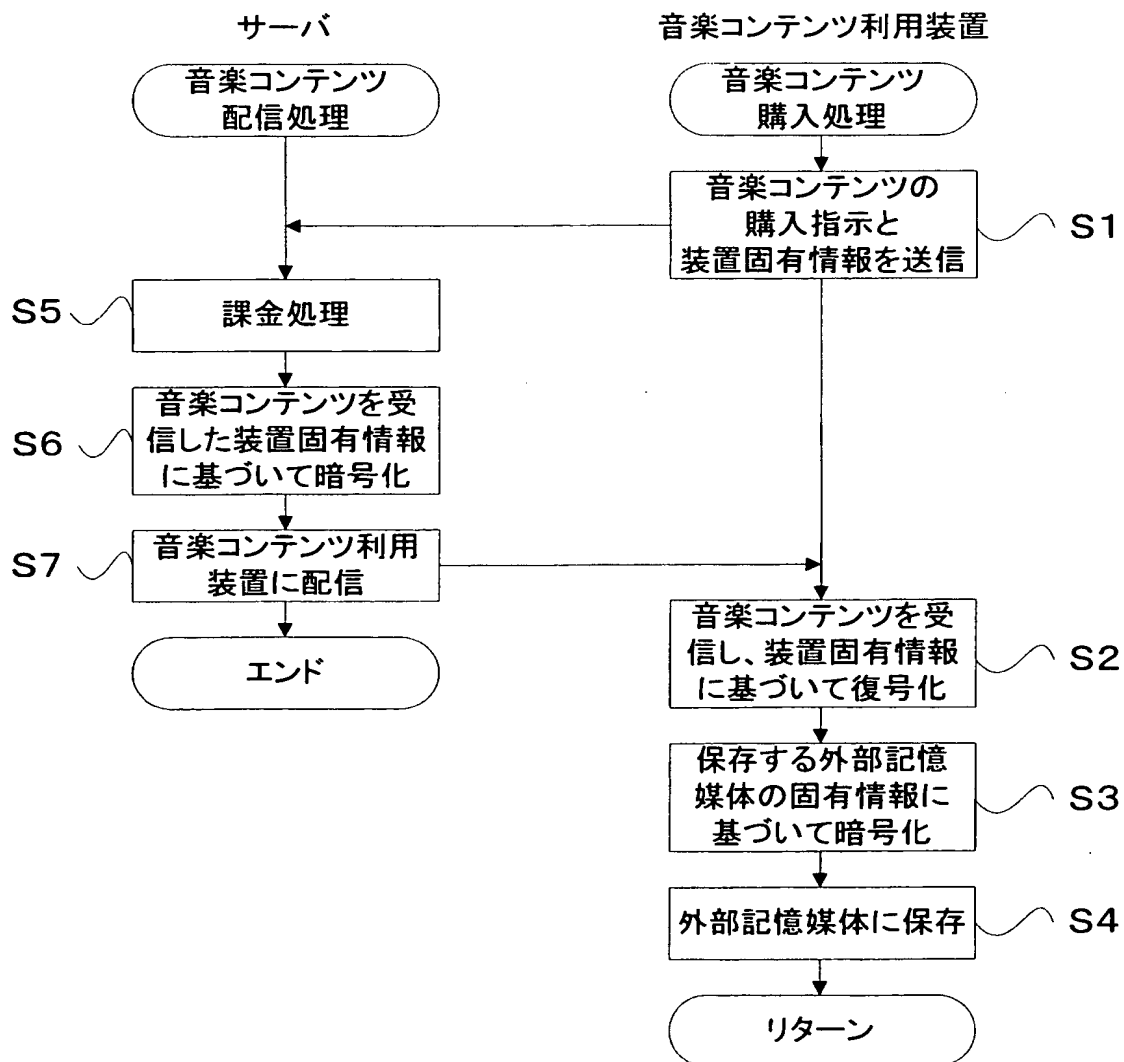 サーバ
音楽コンテンツ利用装置
音楽コンテンツ
配信処理
音楽コンテンツ
購入処理
音楽コンテンツの
購入指示と
装置固有情報を送信
S1
S5
課金処理
S6
音楽コンテンツを受
信した装置固有情報
に基づいて暗号化
S7
音楽コンテンツ利用
装置に配信
エンド
音楽コンテンツを受
信し、装置固有情報
に基づいて復号化
S2
保存する外部記憶
媒体の固有情報に
基づいて暗号化
S3
外部記憶媒体に保存
S4
リターン